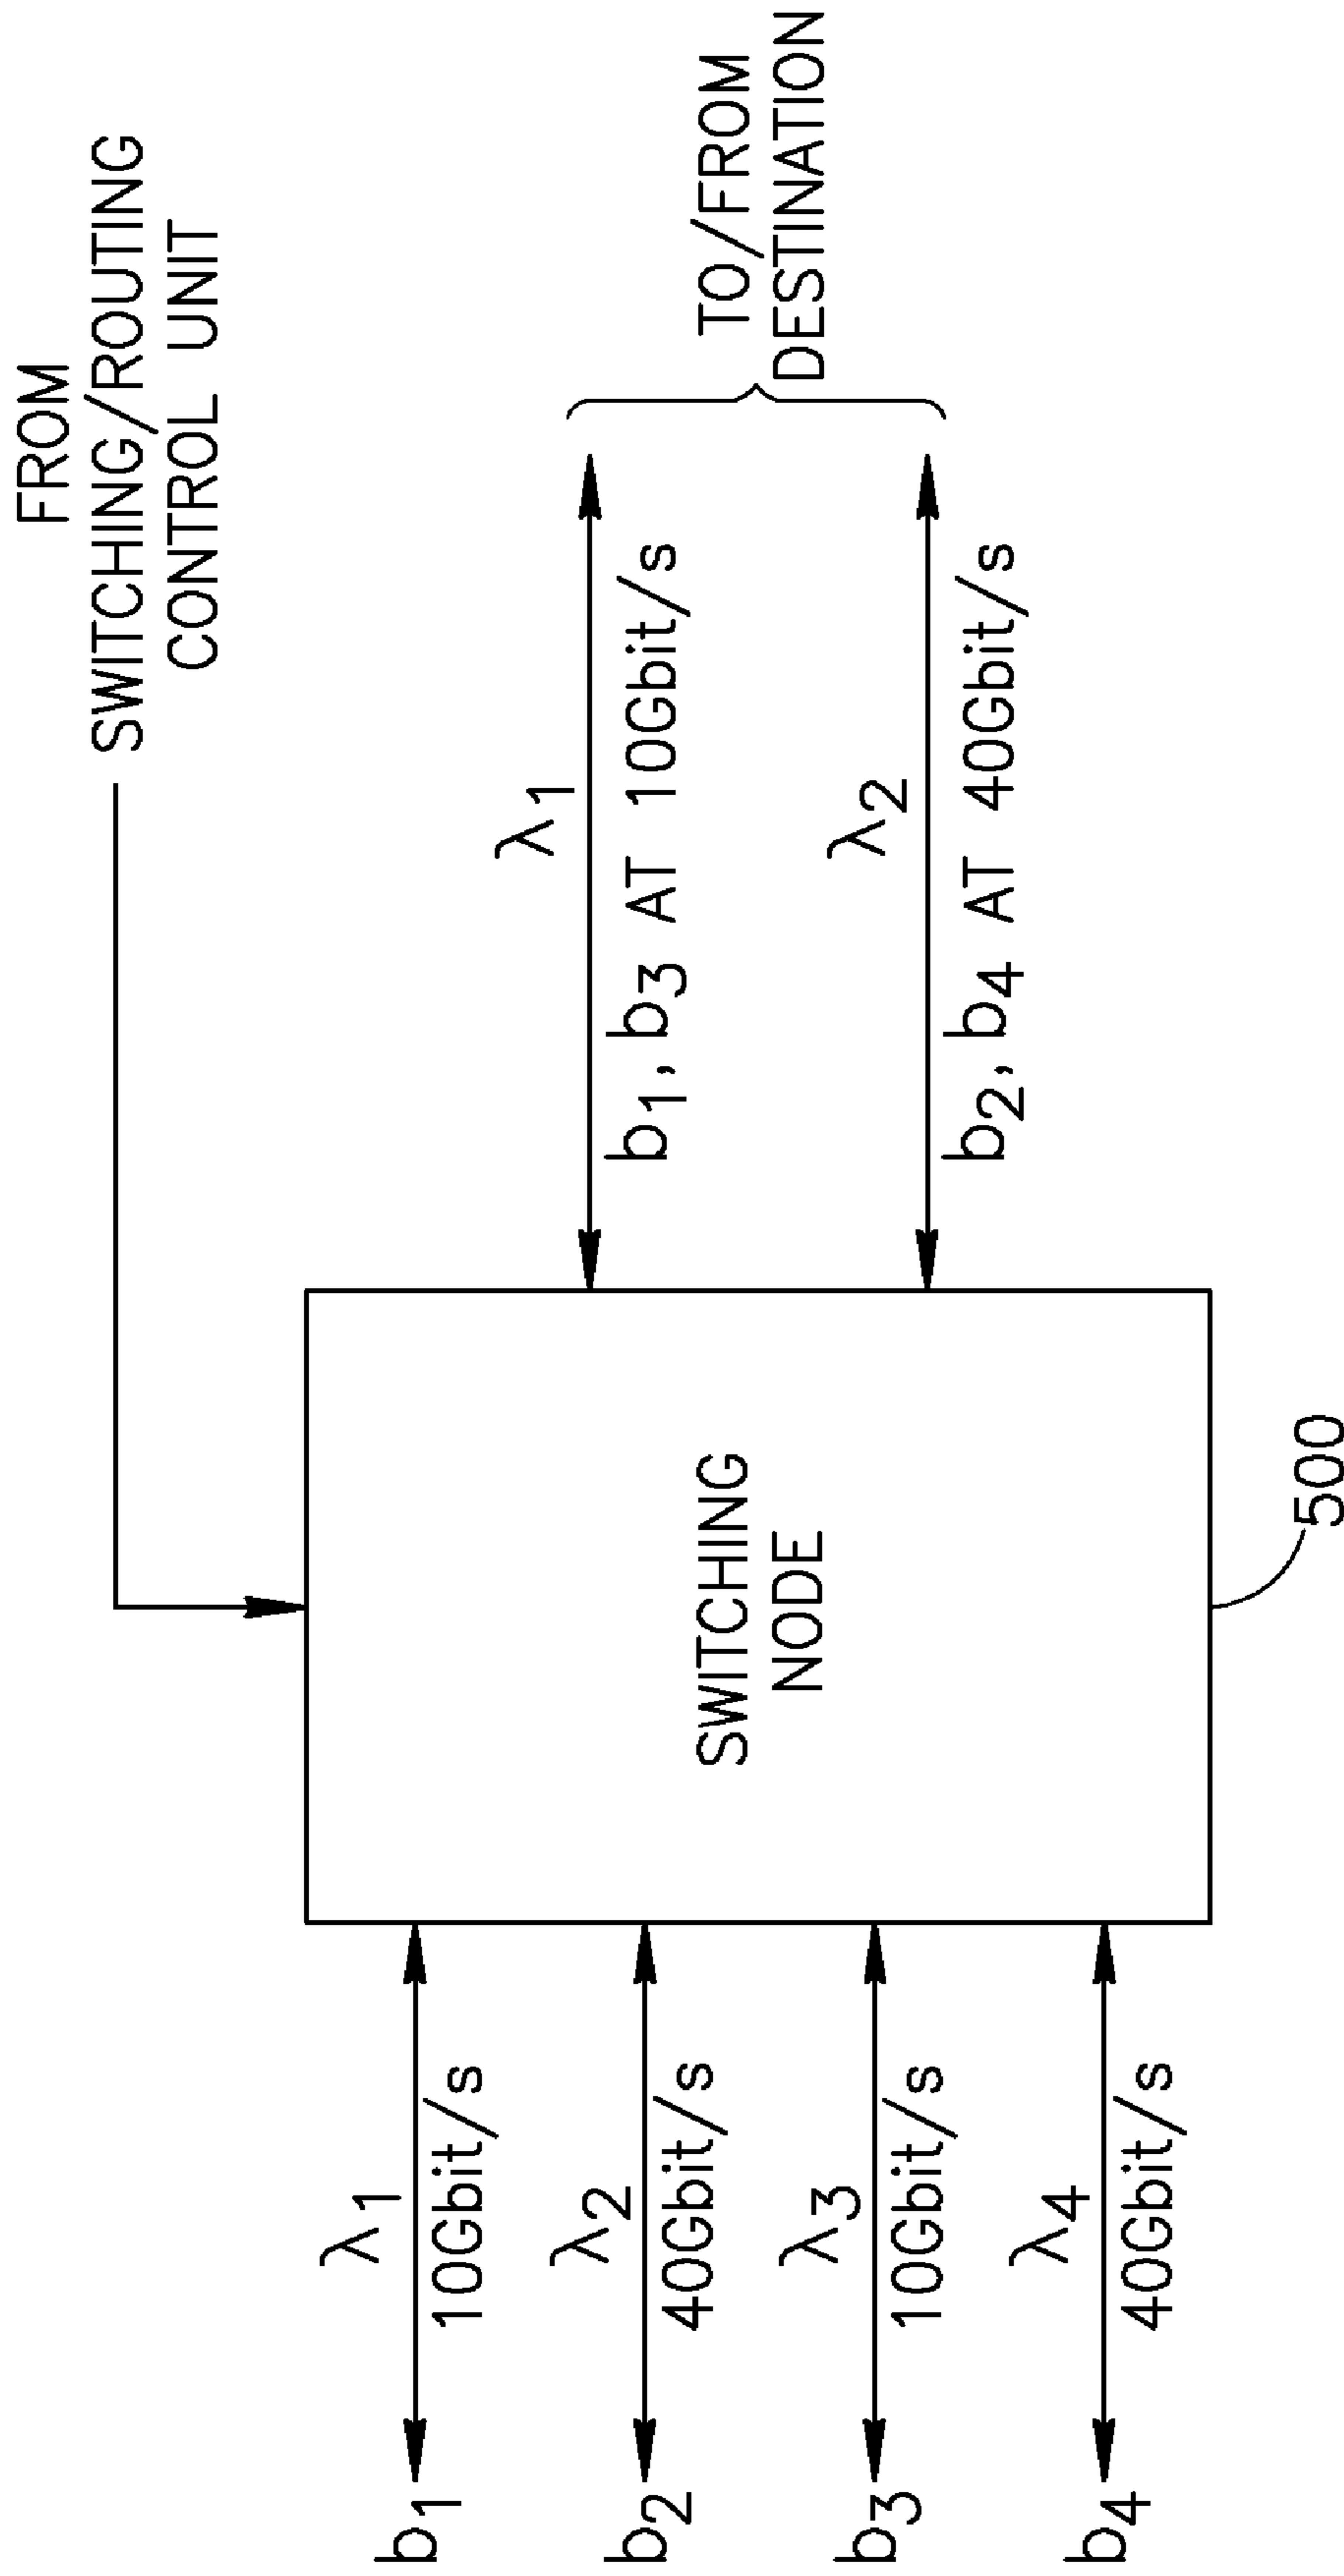 FROM
SWITCHING/ROUTING
CONTROL UNIT
b1
λ1
10Gbit/s
b2
λ2
40Gbit/s
b3
λ3
10Gbit/s
b4
λ4
40Gbit/s
SWITCHING
NODE
500
λ1
b1, b3 AT 10Gbit/s
λ2
b2, b4 AT 40Gbit/s
TO/FROM
DESTINATION